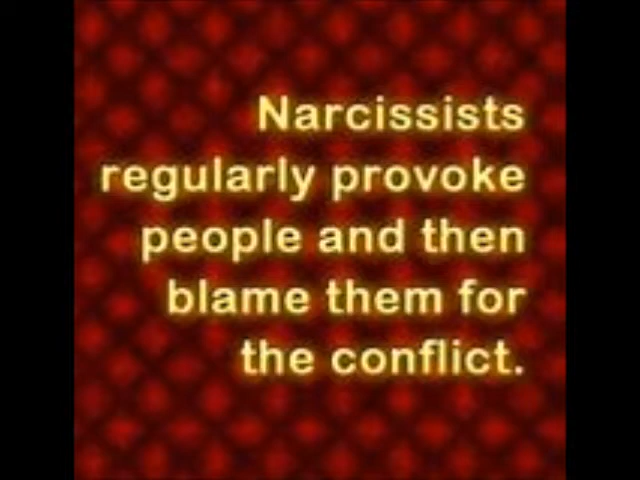 Narcissists
regularly provoke
people and then
blame them for
the conflict.